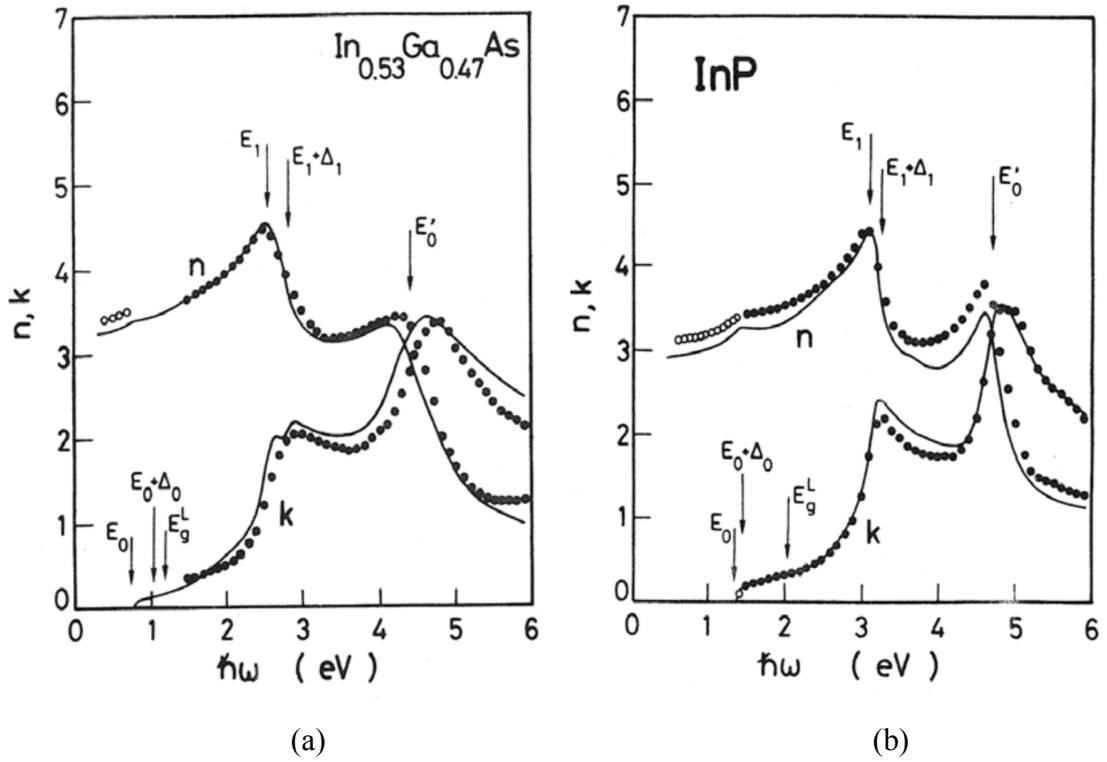 7
6
5
4
3
2
1
0
n, k
In0.53Ga0.47As
E1
E1+Δ1
E0′
n
k
E0
E0+Δ0
EgL
0 1 2 3 4 5 6
ħω ( eV )
(a)
7
6
5
4
3
2
1
0
n, k
InP
E1
E1+Δ1
E0′
n
k
E0
E0+Δ0
EgL
0 1 2 3 4 5 6
ħω ( eV )
(b)